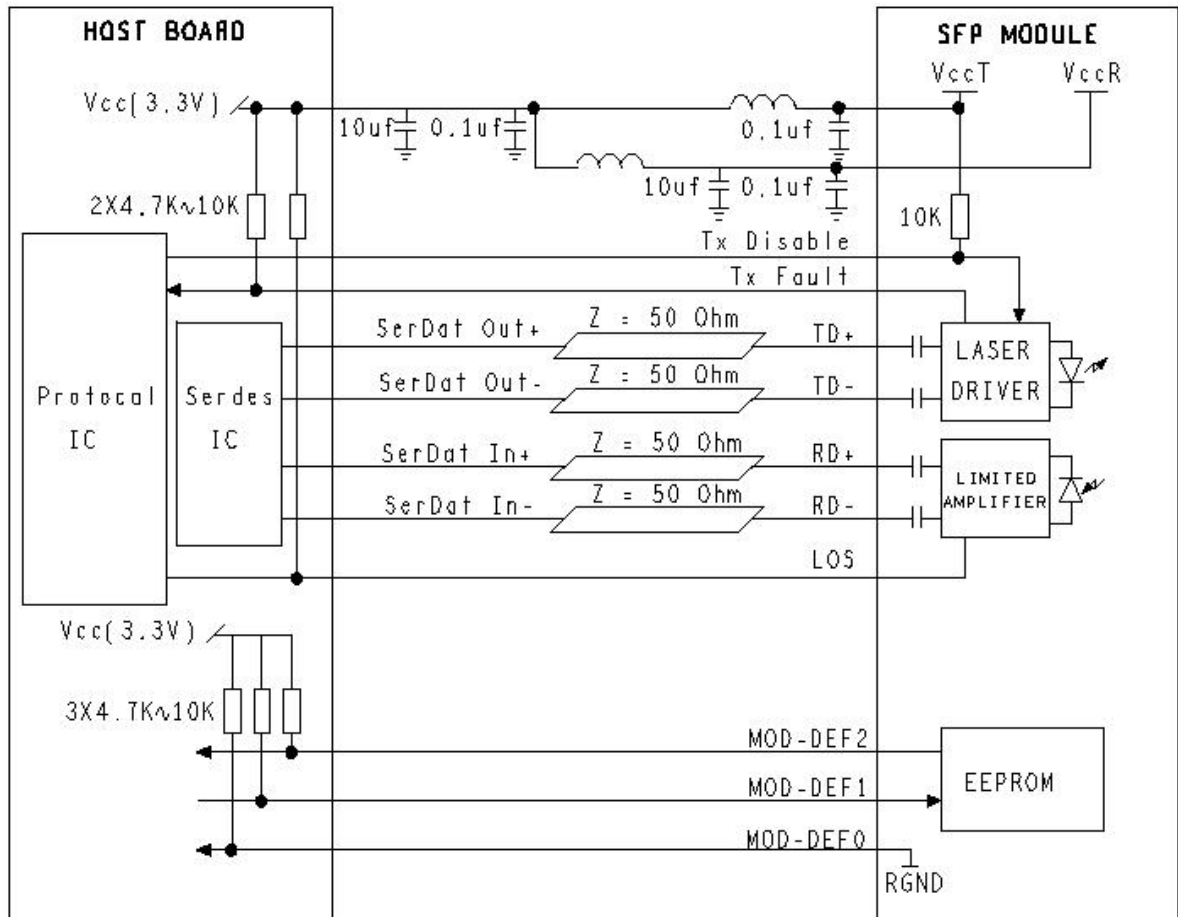 HOST BOARD
SFP MODULE
VccT
VccR
Vcc(3.3V)
10uf
0.1uf
0.1uf
10uf
0.1uf
2X4.7K∿10K
10K
Tx Disable
Tx Fault
Protocal
IC
Serdes
IC
SerDat Out+
Z = 50 Ohm
TD+
SerDat Out-
Z = 50 Ohm
TD-
LASER
DRIVER
SerDat In+
Z = 50 Ohm
RD+
SerDat In-
Z = 50 Ohm
RD-
LIMITED
AMPLIFIER
LOS
Vcc(3.3V)
3X4.7K∿10K
MOD-DEF2
MOD-DEF1
EEPROM
MOD-DEF0
RGND